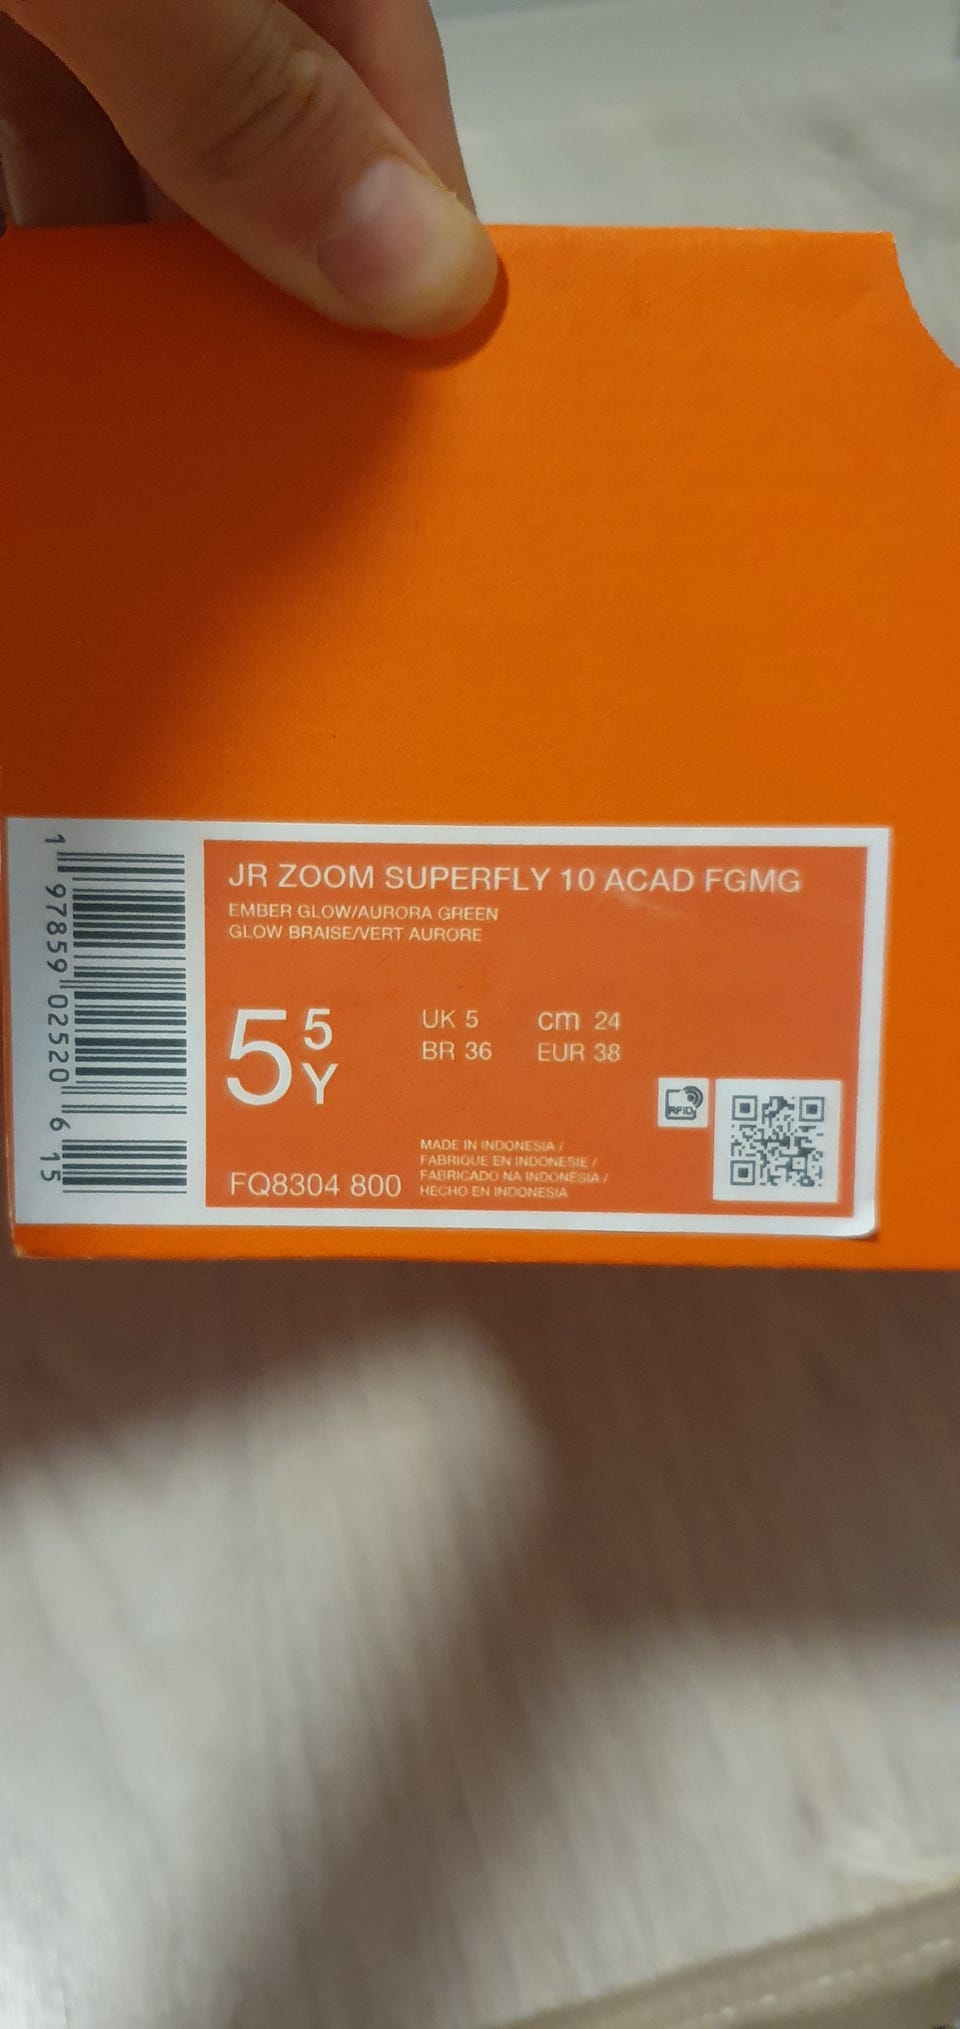 JR ZOOM SUPERFLY 10 ACAD FGMG
EMBER GLOW/AURORA GREEN
GLOW BRAISE/VERT AURORE
5 5Y
UK 5 cm 24
BR 36 EUR 38
RFID
FQ8304 800
MADE IN INDONESIA /
FABRIQUE EN INDONESIE /
FABRICADO NA INDONÉSIA /
HECHO EN INDONESIA
1 97859 02520 6 15